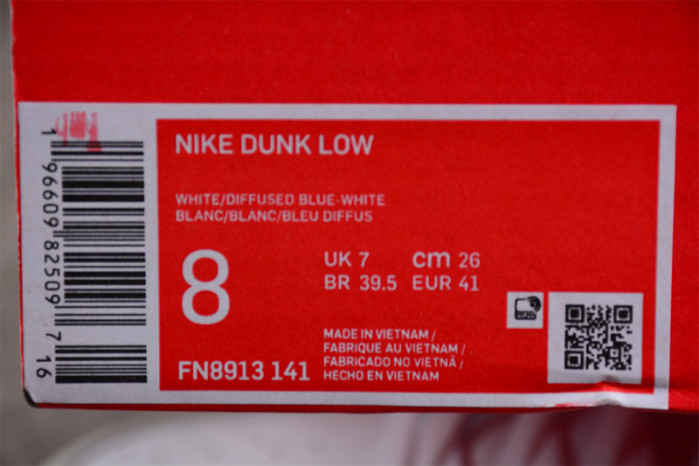 1 96609 82509 7 16
NIKE DUNK LOW
WHITE/DIFFUSED BLUE-WHITE
BLANC/BLANC/BLEU DIFFUS
8
UK 7 cm 26
BR 39.5 EUR 41
FN8913 141
MADE IN VIETNAM /
FABRIQUE AU VIETNAM /
FABRICADO NO VIETNÃ /
HECHO EN VIETNAM